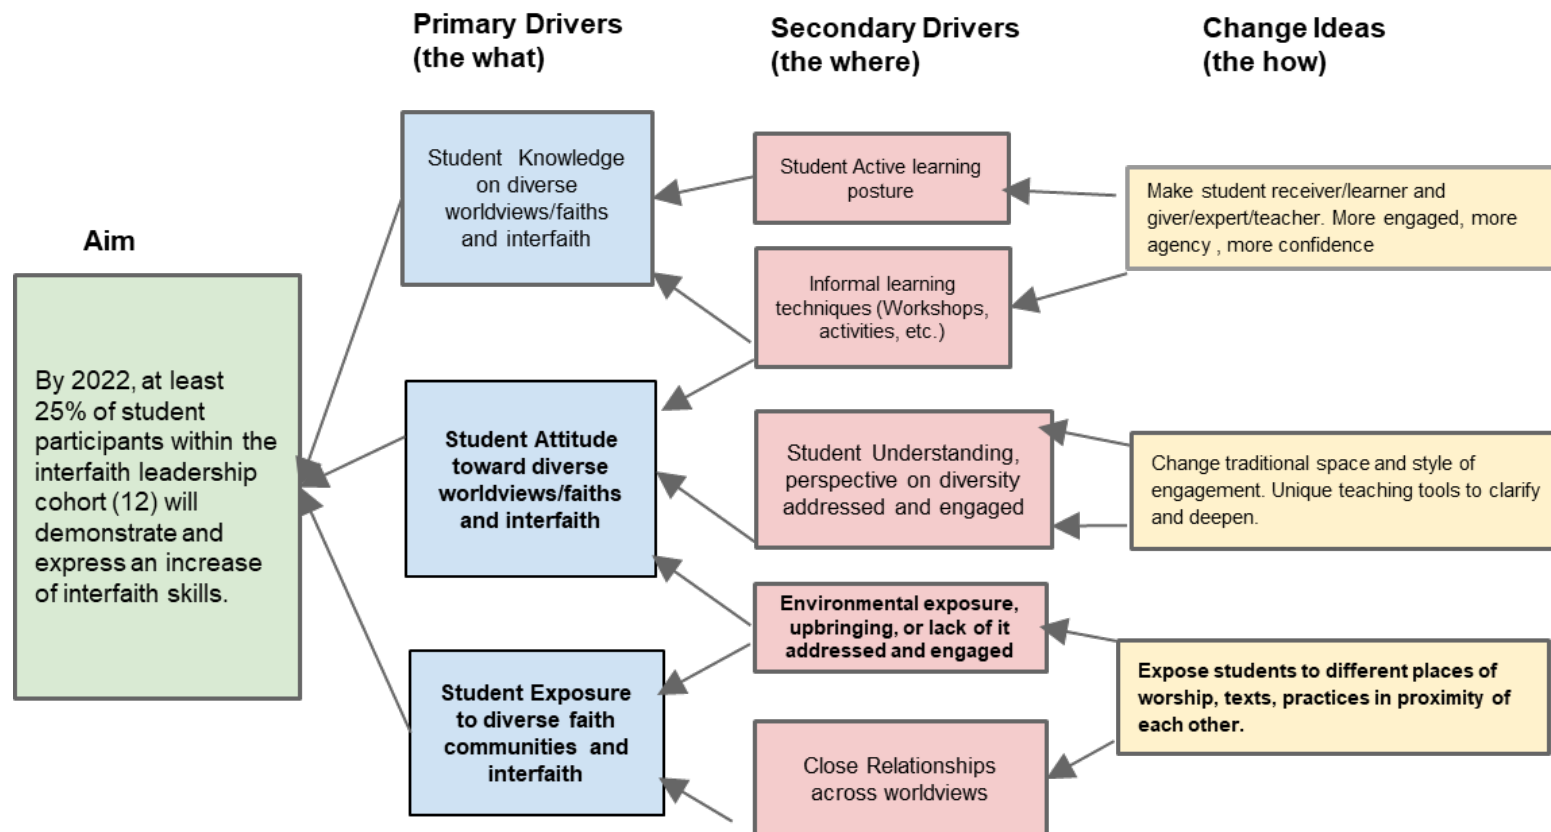 Primary Drivers
(the what)
Secondary Drivers
(the where)
Change Ideas
(the how)
Aim
By 2022, at least
25% of student
participants within the
interfaith leadership
cohort (12) will
demonstrate and
express an increase
of interfaith skills.
Student Knowledge
on diverse
worldviews/faiths
and interfaith
Student Attitude
toward diverse
worldviews/faiths
and interfaith
Student Exposure
to diverse faith
communities and
interfaith
Student Active learning
posture
Informal learning
techniques (Workshops,
activities, etc.)
Student Understanding,
perspective on diversity
addressed and engaged
Environmental exposure,
upbringing, or lack of it
addressed and engaged
Close Relationships
across worldviews
Make student receiver/learner and
giver/expert/teacher. More engaged, more
agency , more confidence
Change traditional space and style of
engagement. Unique teaching tools to clarify
and deepen.
Expose students to different places of
worship, texts, practices in proximity of
each other.